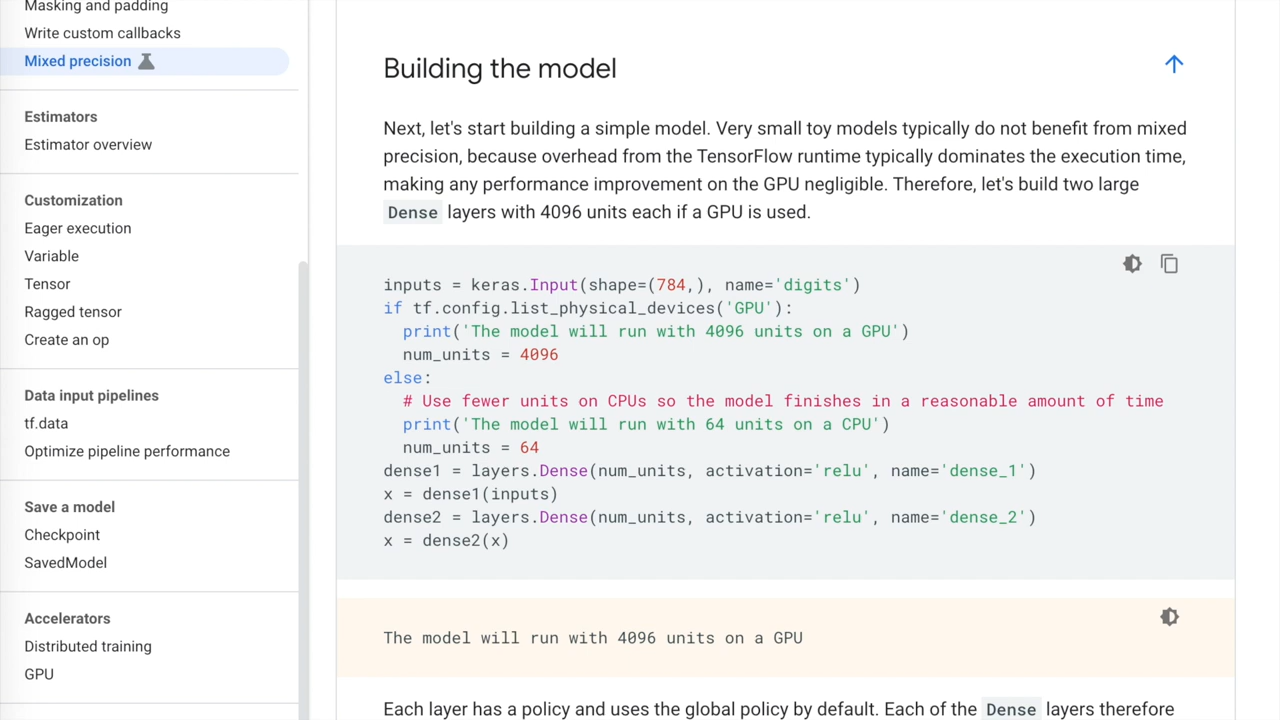 Masking and padding
Write custom callbacks
Mixed precision
Estimators
Estimator overview
Customization
Eager execution
Variable
Tensor
Ragged tensor
Create an op
Data input pipelines
tf.data
Optimize pipeline performance
Save a model
Checkpoint
SavedModel
Accelerators
Distributed training
GPU
Building the model
Next, let's start building a simple model. Very small toy models typically do not benefit from mixed
precision, because overhead from the TensorFlow runtime typically dominates the execution time,
making any performance improvement on the GPU negligible. Therefore, let's build two large
Dense layers with 4096 units each if a GPU is used.
inputs = keras.Input(shape=(784,), name='digits')
if tf.config.list_physical_devices('GPU'):
  print('The model will run with 4096 units on a GPU')
  num_units = 4096
else:
  # Use fewer units on CPUs so the model finishes in a reasonable amount of time
  print('The model will run with 64 units on a CPU')
  num_units = 64
dense1 = layers.Dense(num_units, activation='relu', name='dense_1')
x = dense1(inputs)
dense2 = layers.Dense(num_units, activation='relu', name='dense_2')
x = dense2(x)
The model will run with 4096 units on a GPU
Each layer has a policy and uses the global policy by default. Each of the Dense layers therefore